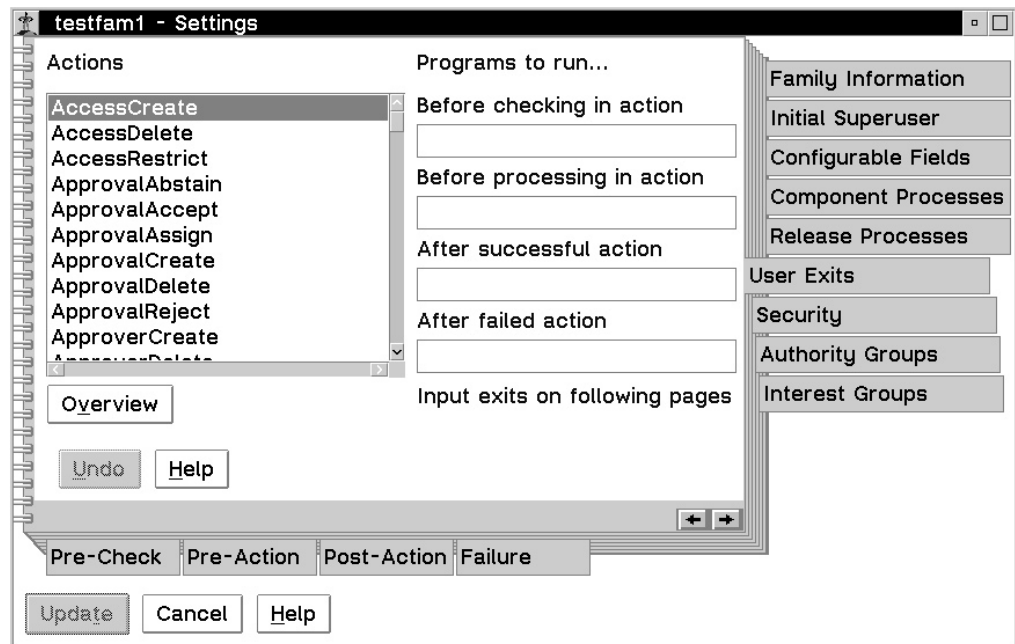 testfam1 - Settings
Actions
AccessCreate
AccessDelete
AccessRestrict
ApprovalAbstain
ApprovalAccept
ApprovalAssign
ApprovalCreate
ApprovalDelete
ApprovalReject
ApproverCreate
ApproverDelete
Overview
Undo
Help
Programs to run...
Before checking in action
Before processing in action
After successful action
After failed action
Input exits on following pages
Family Information
Initial Superuser
Configurable Fields
Component Processes
Release Processes
User Exits
Security
Authority Groups
Interest Groups
Pre-Check
Pre-Action
Post-Action
Failure
Update
Cancel
Help